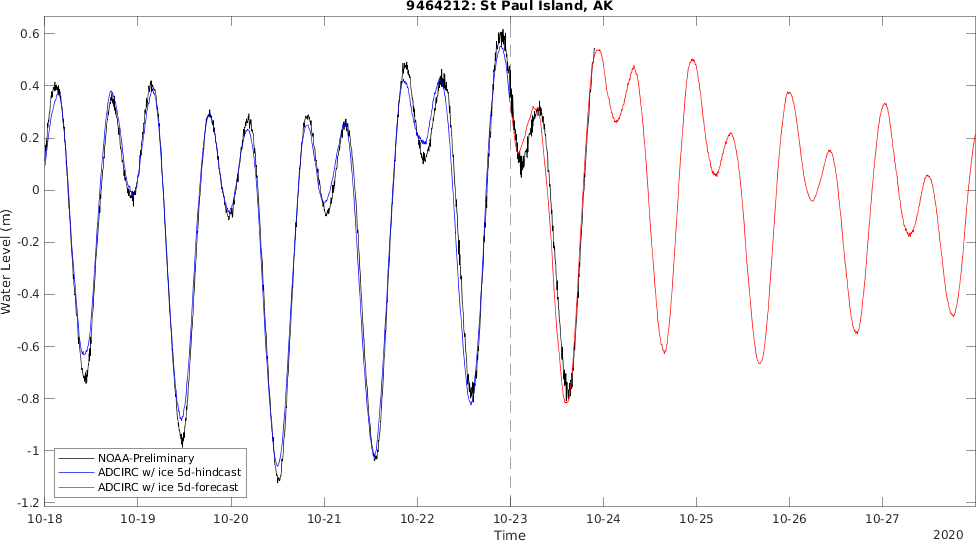 9464212: St Paul Island, AK
0.6
0.4
0.2
0
-0.2
-0.4
-0.6
-0.8
-1
-1.2
Water Level (m)
NOAA-Preliminary
ADCIRC w/ ice 5d-hindcast
ADCIRC w/ ice 5d-forecast
10-18 10-19 10-20 10-21 10-22 10-23 10-24 10-25 10-26 10-27
Time
2020